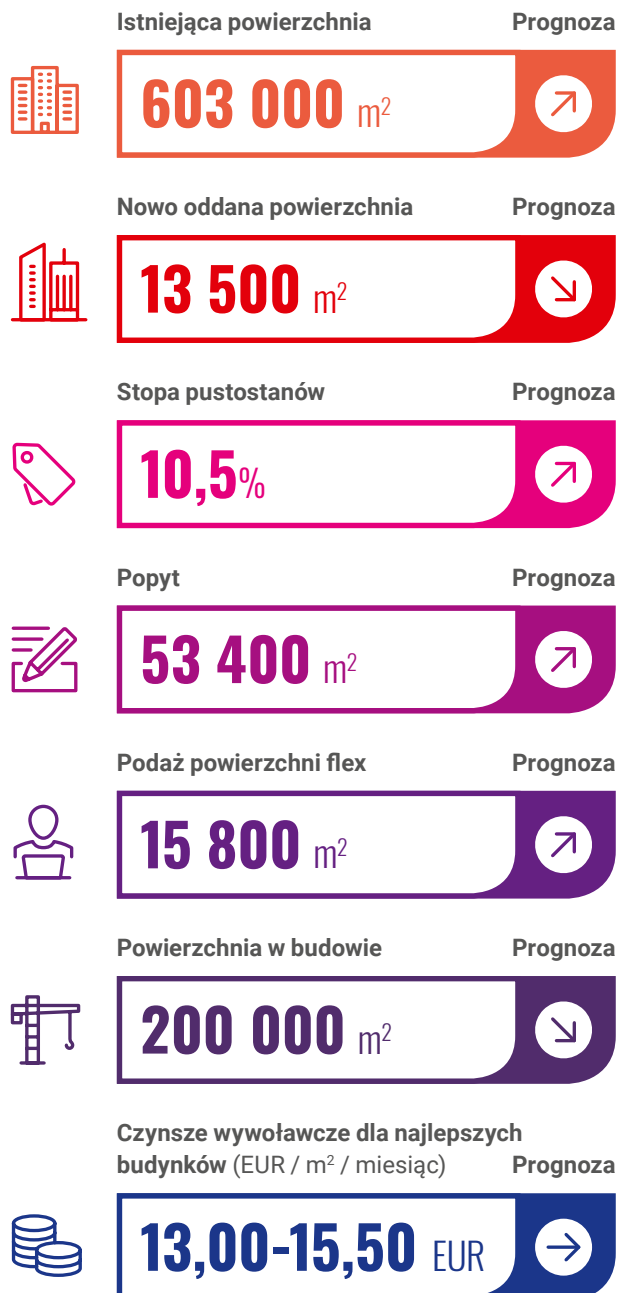 Istniejąca powierzchnia Prognoza
603 000 m²
Nowo oddana powierzchnia Prognoza
13 500 m²
Stopa pustostanów Prognoza
10,5%
Popyt Prognoza
53 400 m²
Podaż powierzchni flex Prognoza
15 800 m²
Powierzchnia w budowie Prognoza
200 000 m²
Czynsze wywoławcze dla najlepszych
budynków (EUR / m² / miesiąc) Prognoza
13,00-15,50 EUR